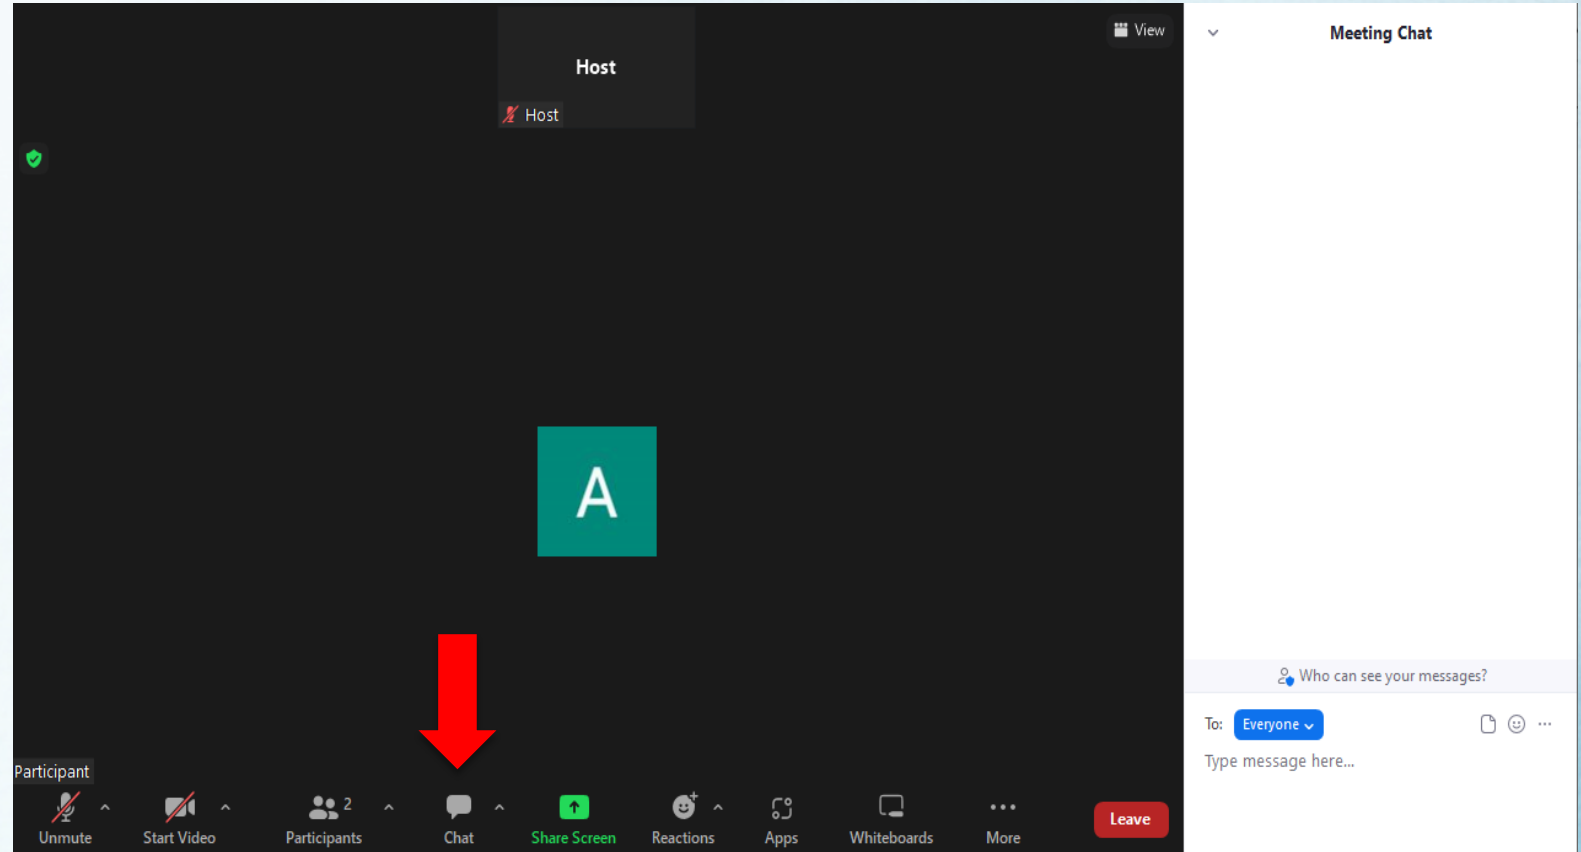 Host
Host
View
A
Participant
2
Unmute Start Video Participants Chat Share Screen Reactions Apps Whiteboards More Leave
Meeting Chat
Who can see your messages?
To: Everyone
Type message here...